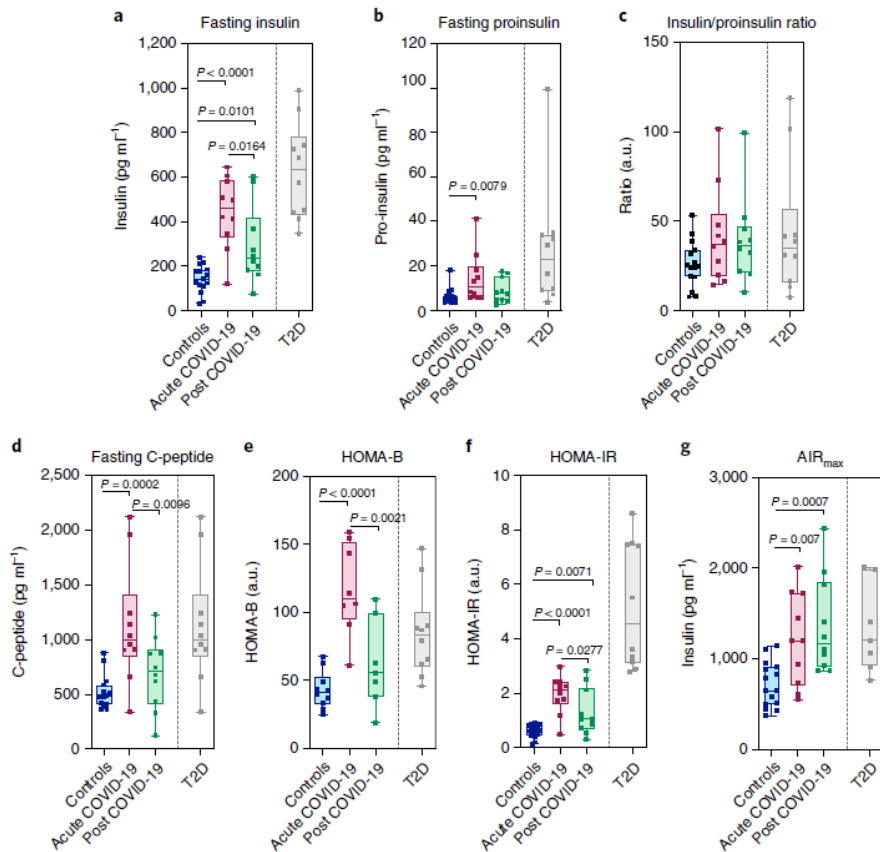 a Fasting insulin
1,200
1,000
800
600
400
200
0
Insulin (pg ml⁻¹)
P < 0.0001
P = 0.0101
P = 0.0164
Controls
Acute COVID-19
Post COVID-19
T2D
b Fasting proinsulin
120
100
80
60
40
20
0
Pro-insulin (pg ml⁻¹)
P = 0.0079
Controls
Acute COVID-19
Post COVID-19
T2D
c Insulin/proinsulin ratio
150
100
50
0
Ratio (a.u.)
Controls
Acute COVID-19
Post COVID-19
T2D
d Fasting C-peptide
2,500
2,000
1,500
1,000
500
0
C-peptide (pg ml⁻¹)
P = 0.0002
P = 0.0096
Controls
Acute COVID-19
Post COVID-19
T2D
e HOMA-B
200
150
100
50
0
HOMA-B (a.u.)
P < 0.0001
P = 0.0021
Controls
Acute COVID-19
Post COVID-19
T2D
f HOMA-IR
10
8
6
4
2
0
HOMA-IR (a.u.)
P = 0.0071
P < 0.0001
P = 0.0277
Controls
Acute COVID-19
Post COVID-19
T2D
g AIRmax
3,000
2,000
1,000
0
Insulin (pg ml⁻¹)
P = 0.0007
P = 0.007
Controls
Acute COVID-19
Post COVID-19
T2D